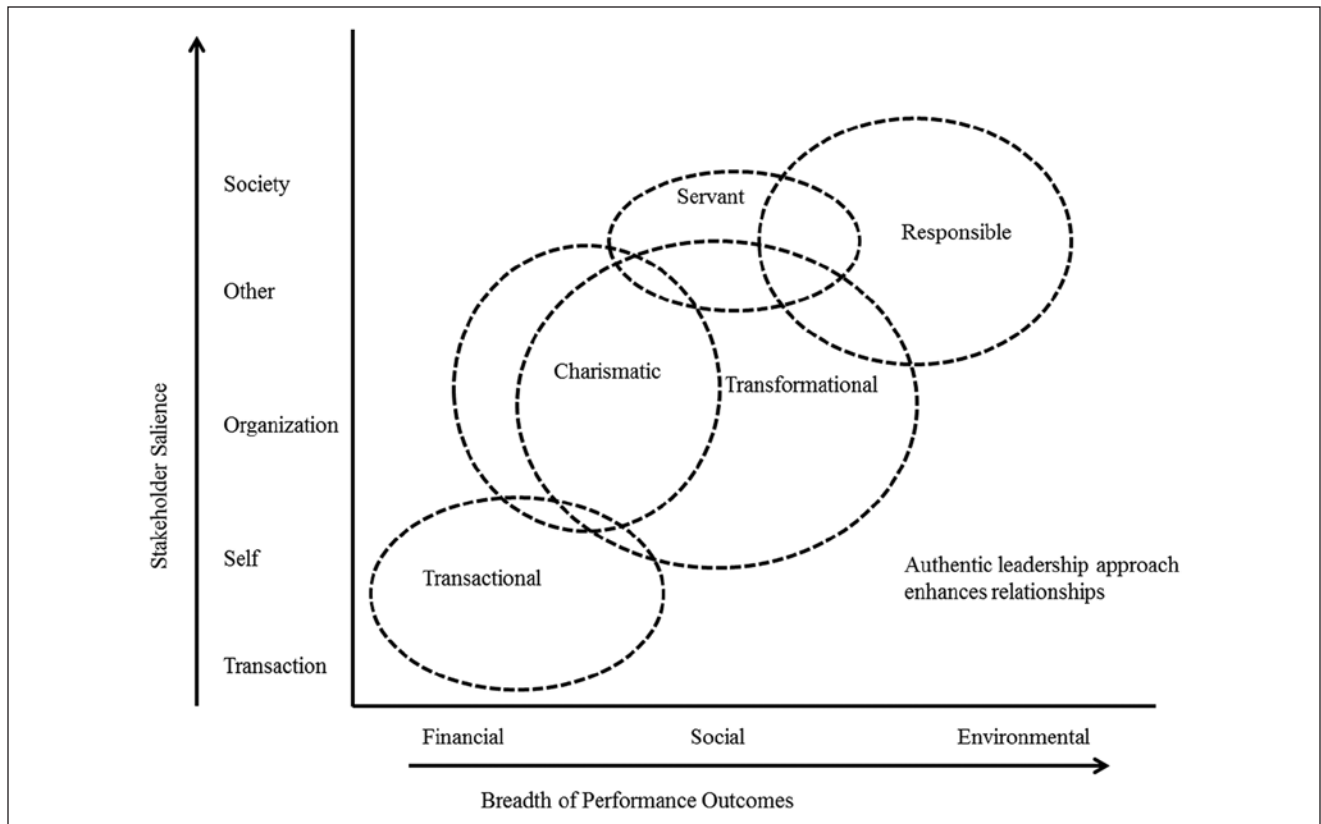 Stakeholder Salience
Society
Other
Organization
Self
Transaction
Servant
Responsible
Charismatic
Transformational
Transactional
Authentic leadership approach
enhances relationships
Financial
Social
Environmental
Breadth of Performance Outcomes